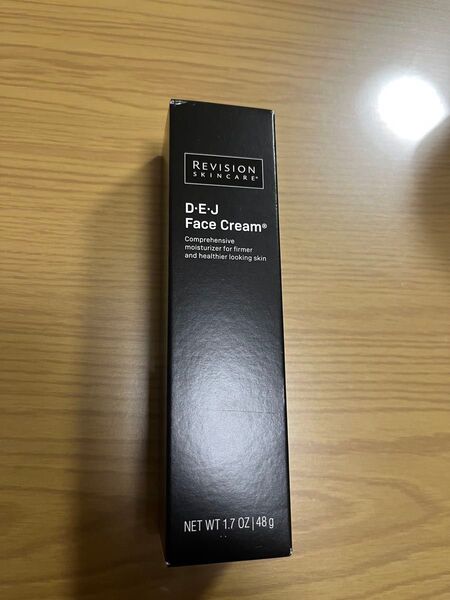 REVISION
SKINCARE®
D·E·J
Face Cream®
Comprehensive
moisturizer for firmer
and healthier looking skin
NET WT 1.7 OZ | 48 g